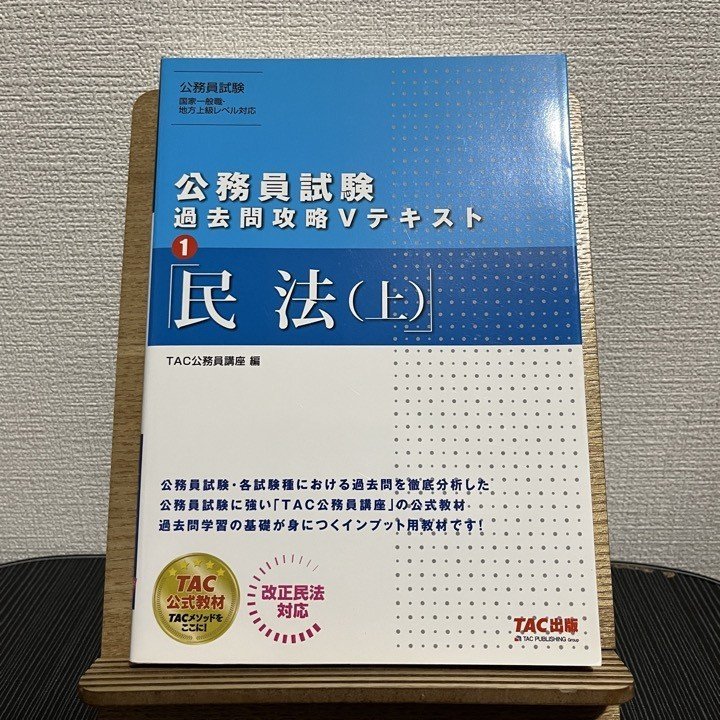 公務員試験
国家一般職・
地方上級レベル対応
公務員試験
過去問攻略Vテキスト
1
「民 法（上）」
TAC公務員講座 編
公務員試験・各試験種における過去問を徹底分析した
公務員試験に強い「TAC公務員講座」の公式教材
過去問学習の基礎が身につくインプット用教材です！
TAC
公式教材
TACメソッドを
ここに！
改正民法
対応
TAC出版
TAC PUBLISHING Group